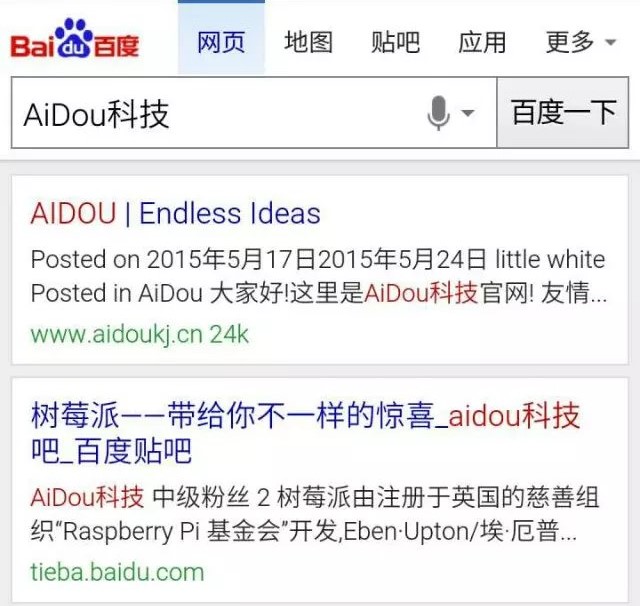 Bai du 百度
网页 地图 贴吧 应用 更多
AiDou科技 百度一下
AIDOU | Endless Ideas
Posted on 2015年5月17日2015年5月24日 little white
Posted in AiDou 大家好!这里是AiDou科技官网! 友情...
www.aidoukj.cn 24k
树莓派——带给你不一样的惊喜_aidou科技
吧_百度贴吧
AiDou科技 中级粉丝 2 树莓派由注册于英国的慈善组
织“Raspberry Pi 基金会”开发,Eben·Upton/埃·厄普...
tieba.baidu.com